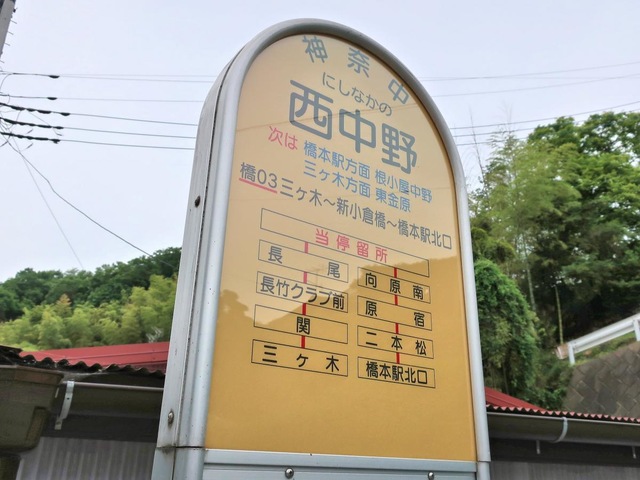 神奈中
にしなかの
西中野
次は 橋本駅方面 根小屋中野
三ヶ木方面 東金原
橋03 三ヶ木～新小倉橋～橋本駅北口
当停留所
長尾 向原南
長竹クラブ前 原宿
関 二本松
三ヶ木 橋本駅北口